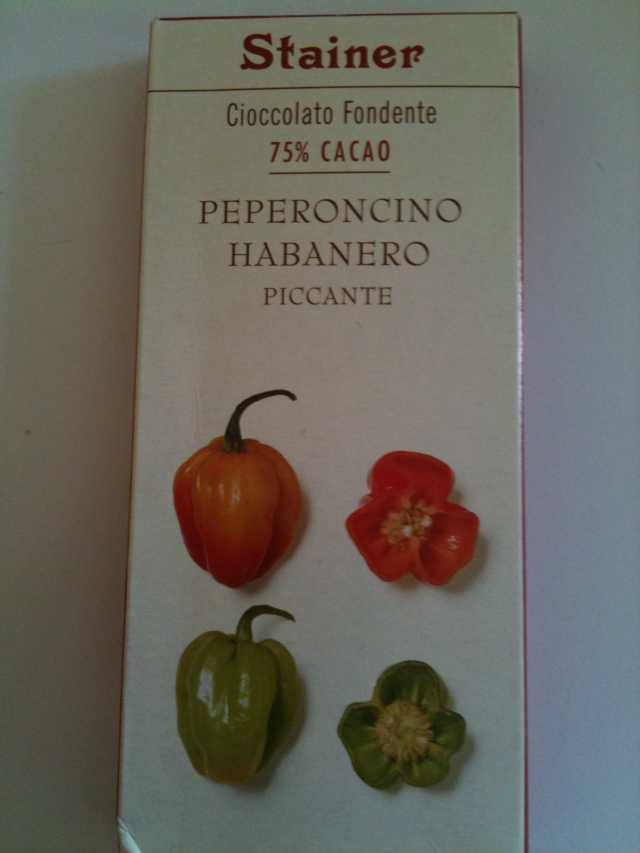 Stainer
Cioccolato Fondente
75% CACAO
PEPERONCINO
HABANERO
PICCANTE